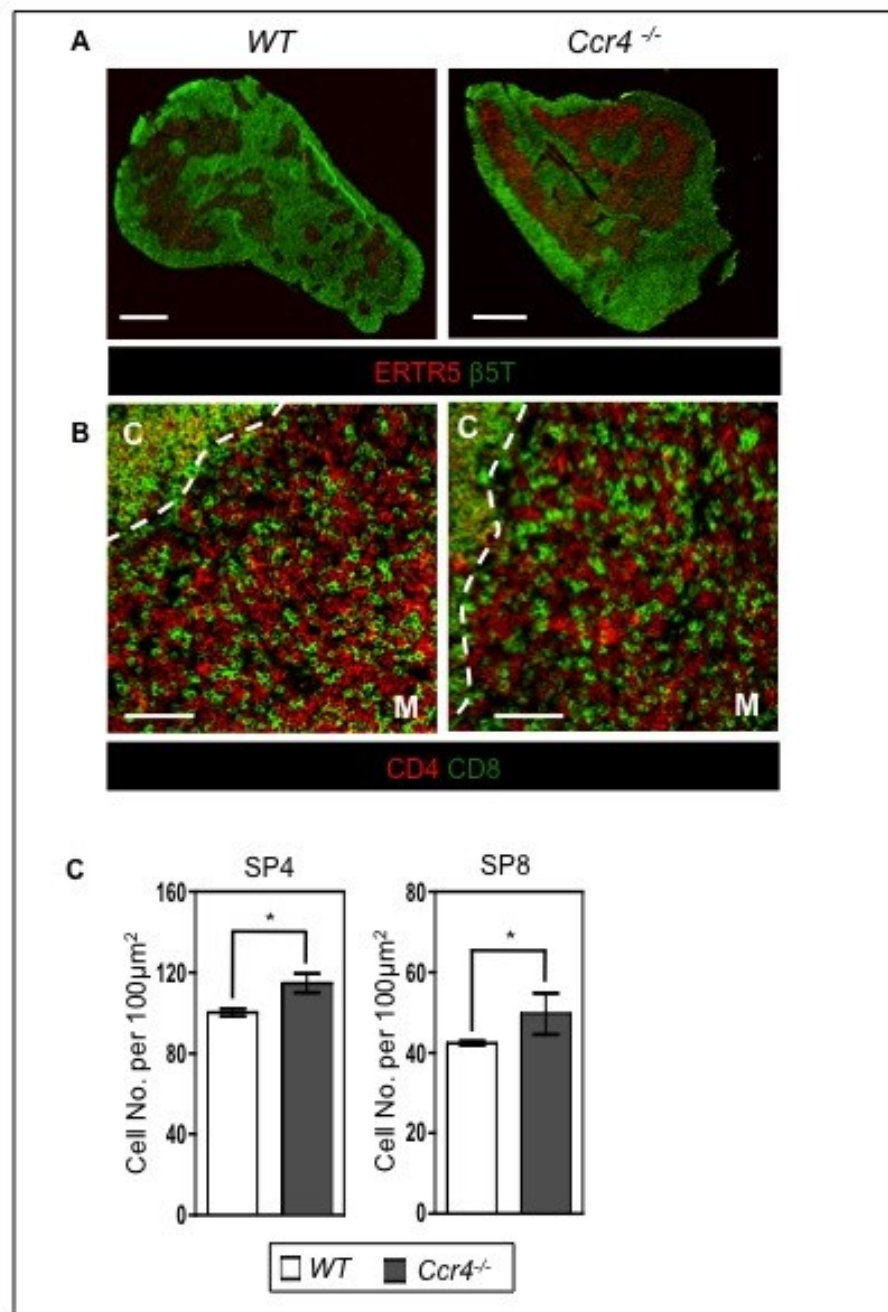 A
WT
Ccr4 -/-
ERTR5 β5T
B
C
M
C
M
CD4 CD8
C
SP4
Cell No. per 100µm²
160
120
80
40
0
*
SP8
Cell No. per 100µm²
80
60
40
20
0
*
WT Ccr4-/-